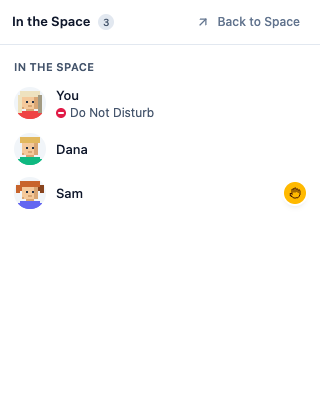 In the Space 3 Back to Space
IN THE SPACE
You
Do Not Disturb
Dana
Sam